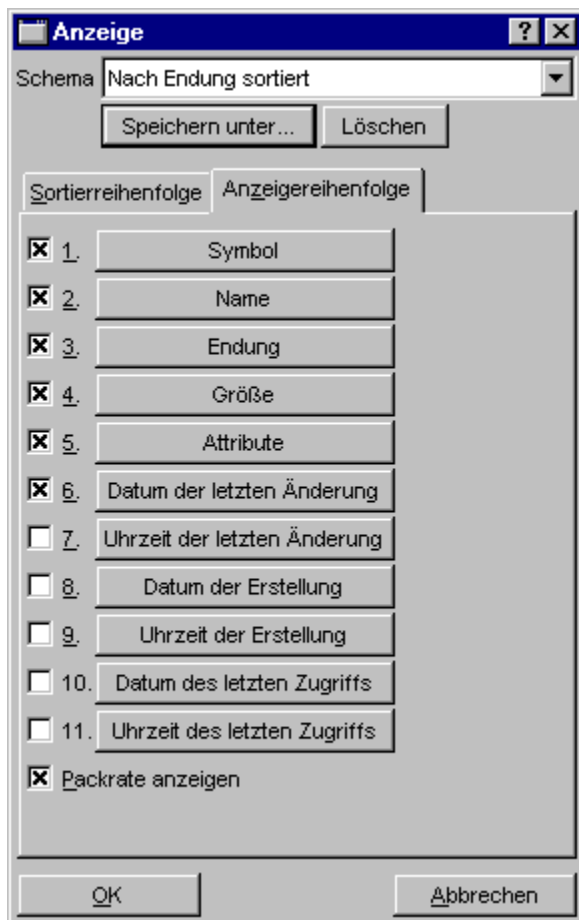 Anzeige
Schema Nach Endung sortiert
Speichern unter... Löschen
Sortierreihenfolge Anzeigereihenfolge
1. Symbol
2. Name
3. Endung
4. Größe
5. Attribute
6. Datum der letzten Änderung
7. Uhrzeit der letzten Änderung
8. Datum der Erstellung
9. Uhrzeit der Erstellung
10. Datum des letzten Zugriffs
11. Uhrzeit des letzten Zugriffs
Packrate anzeigen
OK Abbrechen